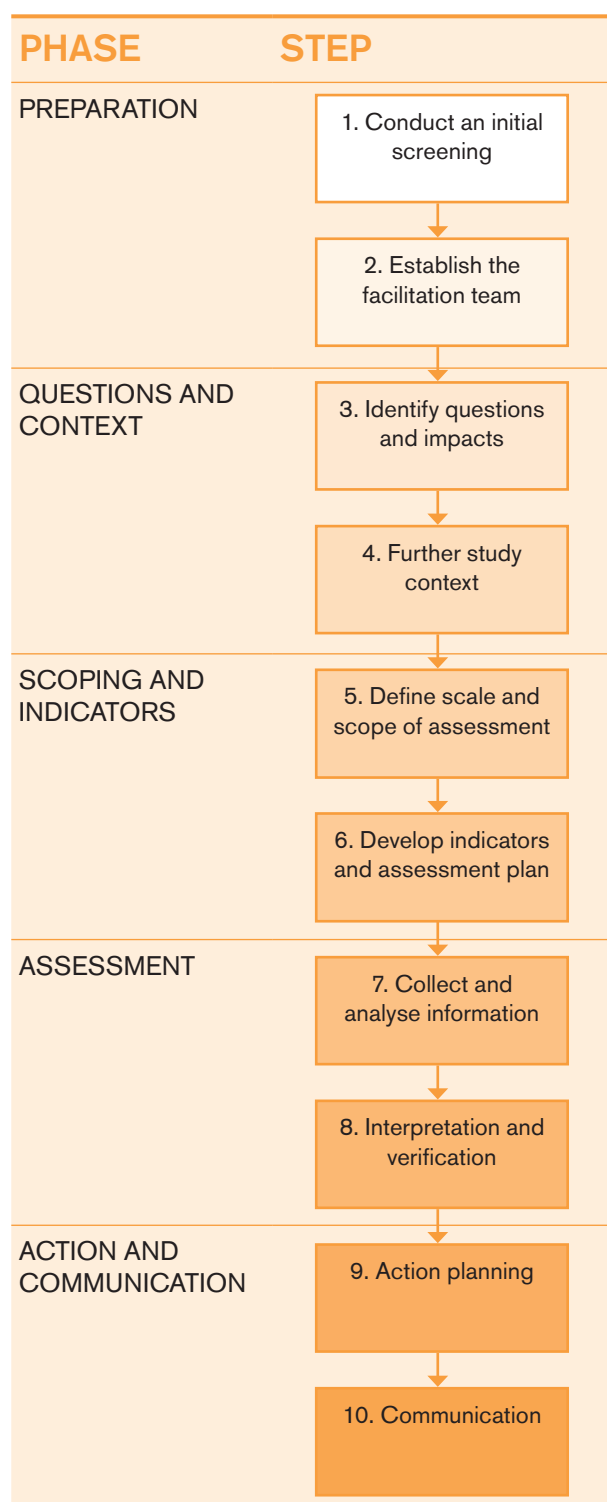 PHASE STEP
PREPARATION
1. Conduct an initial
screening
2. Establish the
facilitation team
QUESTIONS AND
CONTEXT
3. Identify questions
and impacts
4. Further study
context
SCOPING AND
INDICATORS
5. Define scale and
scope of assessment
6. Develop indicators
and assessment plan
ASSESSMENT
7. Collect and
analyse information
8. Interpretation and
verification
ACTION AND
COMMUNICATION
9. Action planning
10. Communication